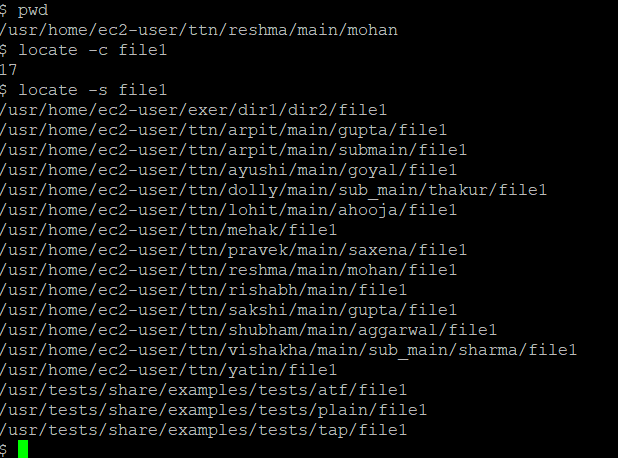 $ pwd
/usr/home/ec2-user/ttn/reshma/main/mohan
$ locate -c file1
17
$ locate -s file1
/usr/home/ec2-user/exer/dir1/dir2/file1
/usr/home/ec2-user/ttn/arpit/main/gupta/file1
/usr/home/ec2-user/ttn/arpit/main/submain/file1
/usr/home/ec2-user/ttn/ayushi/main/goyal/file1
/usr/home/ec2-user/ttn/dolly/main/sub_main/thakur/file1
/usr/home/ec2-user/ttn/lohit/main/ahooja/file1
/usr/home/ec2-user/ttn/mehak/file1
/usr/home/ec2-user/ttn/pravek/main/saxena/file1
/usr/home/ec2-user/ttn/reshma/main/mohan/file1
/usr/home/ec2-user/ttn/rishabh/main/file1
/usr/home/ec2-user/ttn/sakshi/main/gupta/file1
/usr/home/ec2-user/ttn/shubham/main/aggarwal/file1
/usr/home/ec2-user/ttn/vishakha/main/sub_main/sharma/file1
/usr/home/ec2-user/ttn/yatin/file1
/usr/tests/share/examples/tests/atf/file1
/usr/tests/share/examples/tests/plain/file1
/usr/tests/share/examples/tests/tap/file1
$